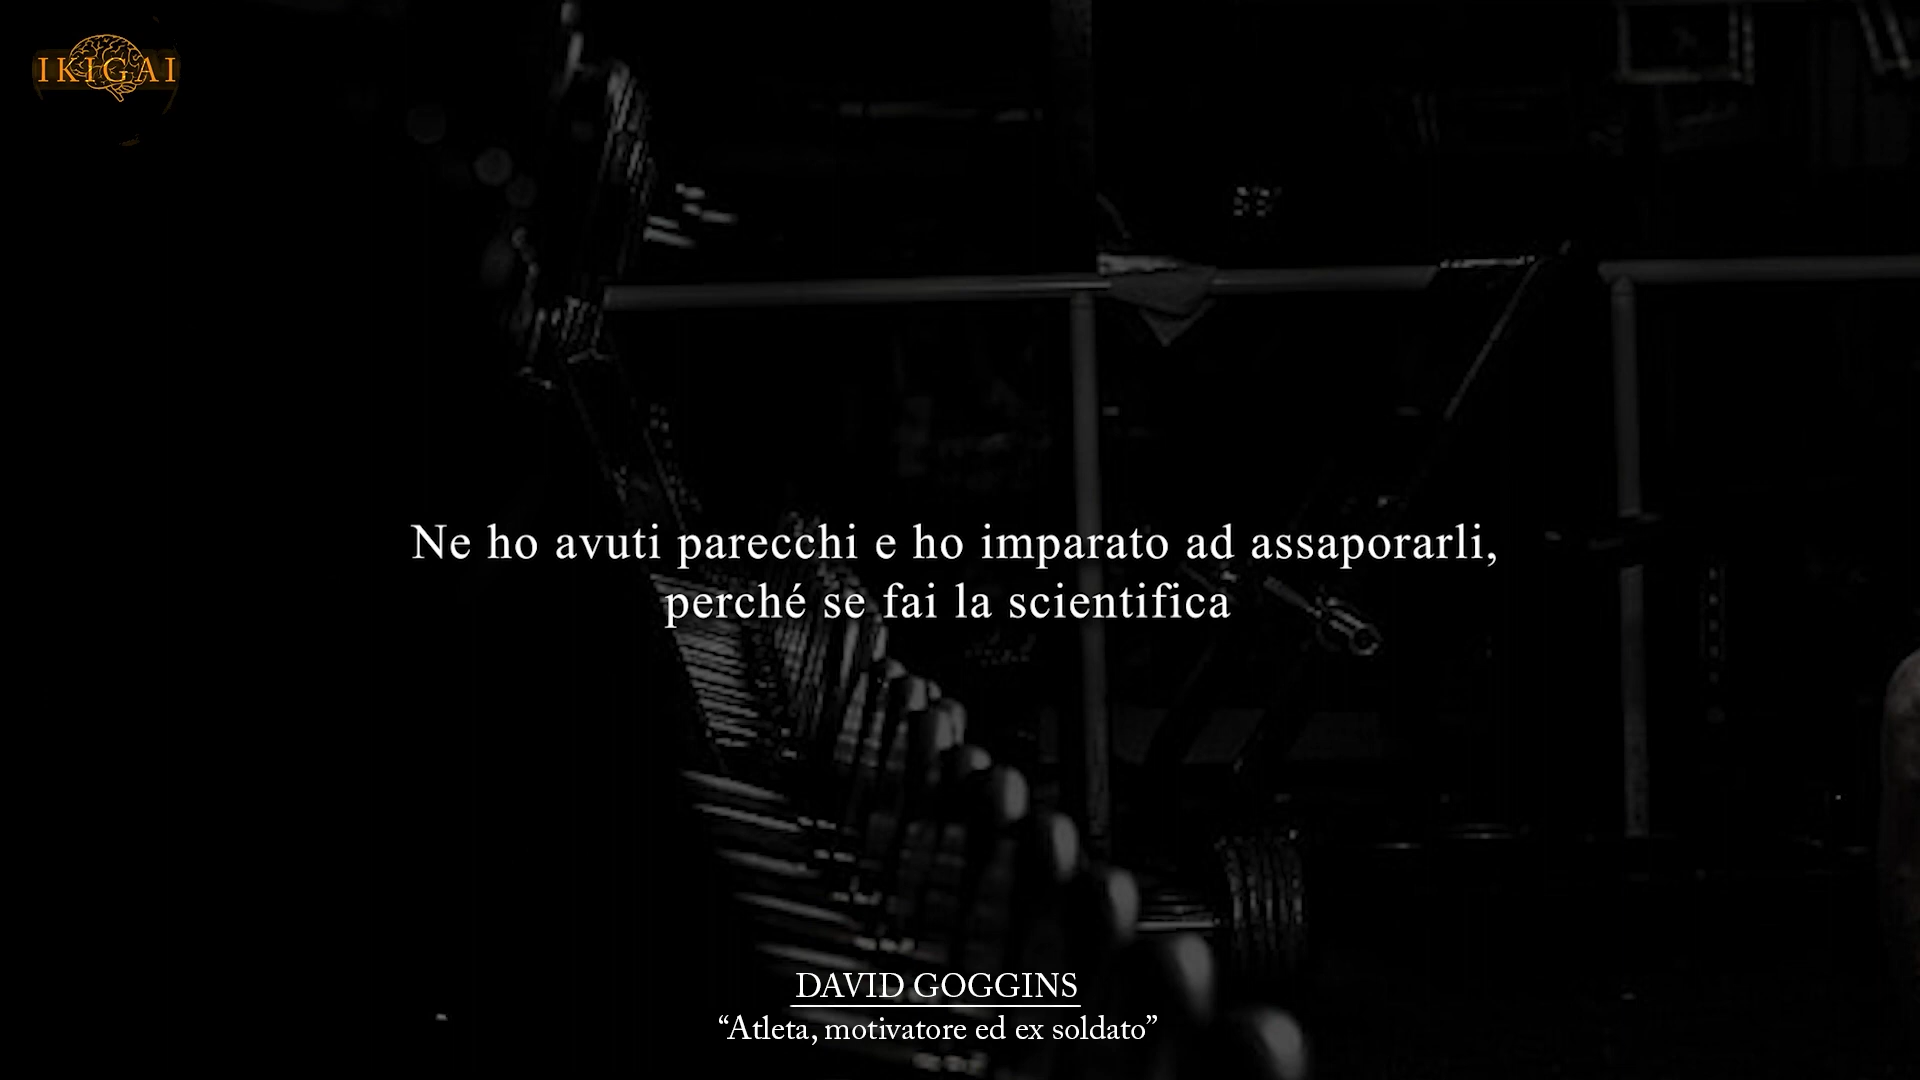 IKIGAI
Ne ho avuti parecchi e ho imparato ad assaporarli,
perché se fai la scientifica
DAVID GOGGINS
“Atleta, motivatore ed ex soldato”